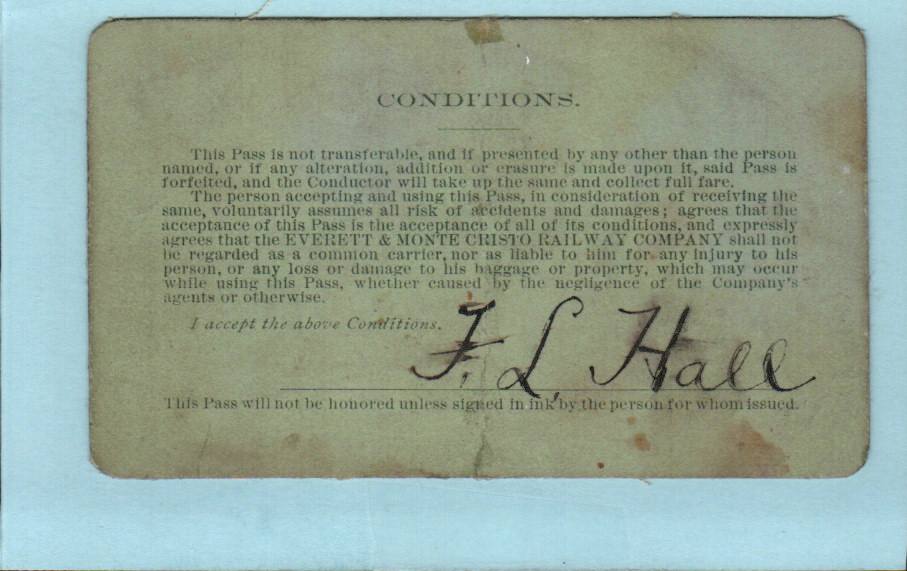 CONDITIONS.
This Pass is not transferable, and if presented by any other than the person
named, or if any alteration, addition or erasure is made upon it, said Pass is
forfeited, and the Conductor will take up the same and collect full fare.
The person accepting and using this Pass, in consideration of receiving the
same, voluntarily assumes all risk of accidents and damages; agrees that the
acceptance of this Pass is the acceptance of all of its conditions, and expressly
agrees that the EVERETT & MONTE CRISTO RAILWAY COMPANY shall not
be regarded as a common carrier, nor as liable to him for any injury to his
person, or any loss or damage to his baggage or property, which may occur
while using this Pass, whether caused by the negligence of the Company's
agents or otherwise.
I accept the above Conditions.
F. L. Hall
This Pass will not be honored unless signed in ink by the person for whom issued.